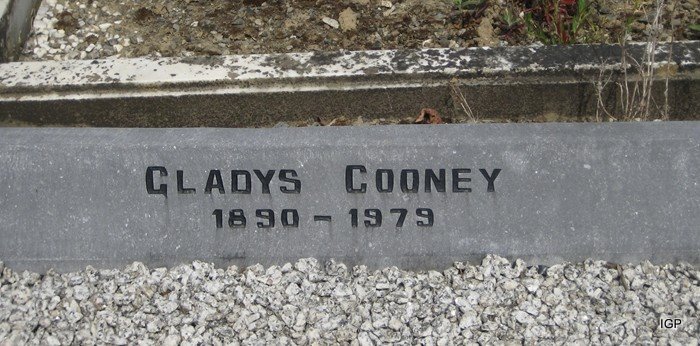 GLADYS COONEY
1890 - 1979
IGP